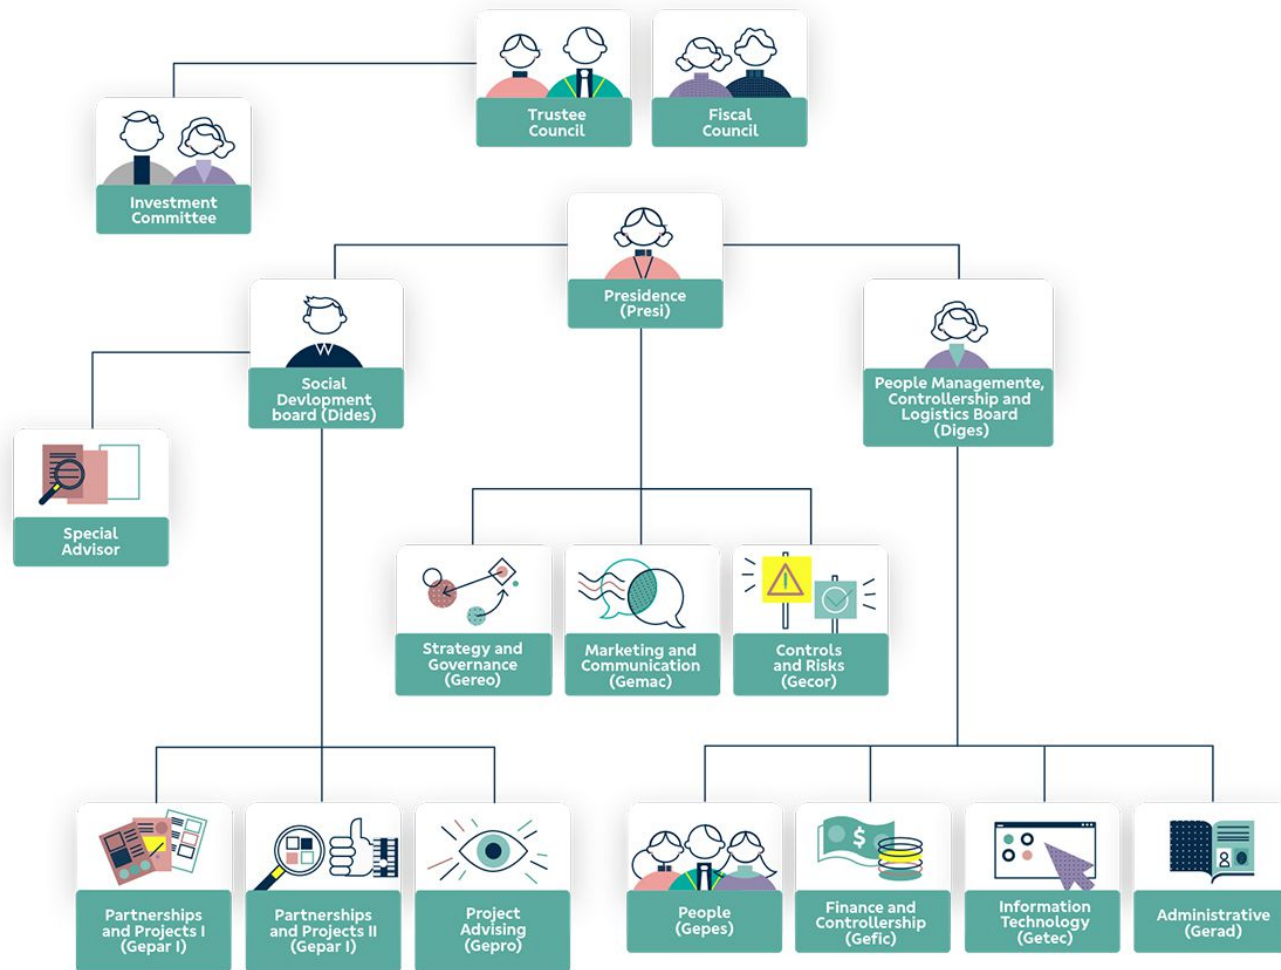 Trustee
Council
Fiscal
Council
Investment
Committee
Presidence
(Presi)
Social
Devlopment
board (Dides)
People Managemente,
Controllership and
Logistics Board
(Diges)
Special
Advisor
Strategy and
Governance
(Gereo)
Marketing and
Communication
(Gemac)
Controls
and Risks
(Gecor)
Partnerships
and Projects I
(Gepar I)
Partnerships
and Projects II
(Gepar I)
Project
Advising
(Gepro)
People
(Gepes)
$
Finance and
Controllership
(Gefic)
Information
Technology
(Getec)
Administrative
(Gerad)